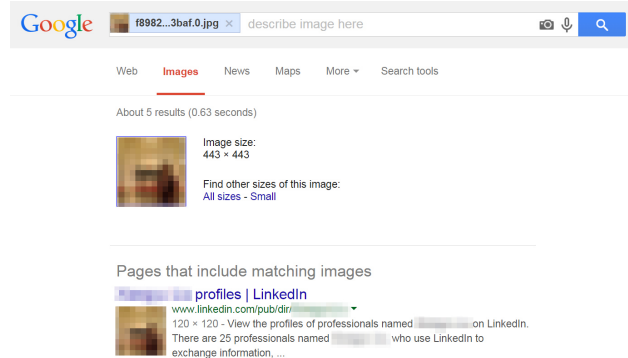 Google f8982...3baf.0.jpg × describe image here
Web Images News Maps More Search tools
About 5 results (0.63 seconds)
Image size:
443 × 443
Find other sizes of this image:
All sizes - Small
Pages that include matching images
profiles | LinkedIn
www.linkedin.com/pub/dir/
120 × 120 - View the profiles of professionals named on LinkedIn.
There are 25 professionals named who use LinkedIn to
exchange information, ...